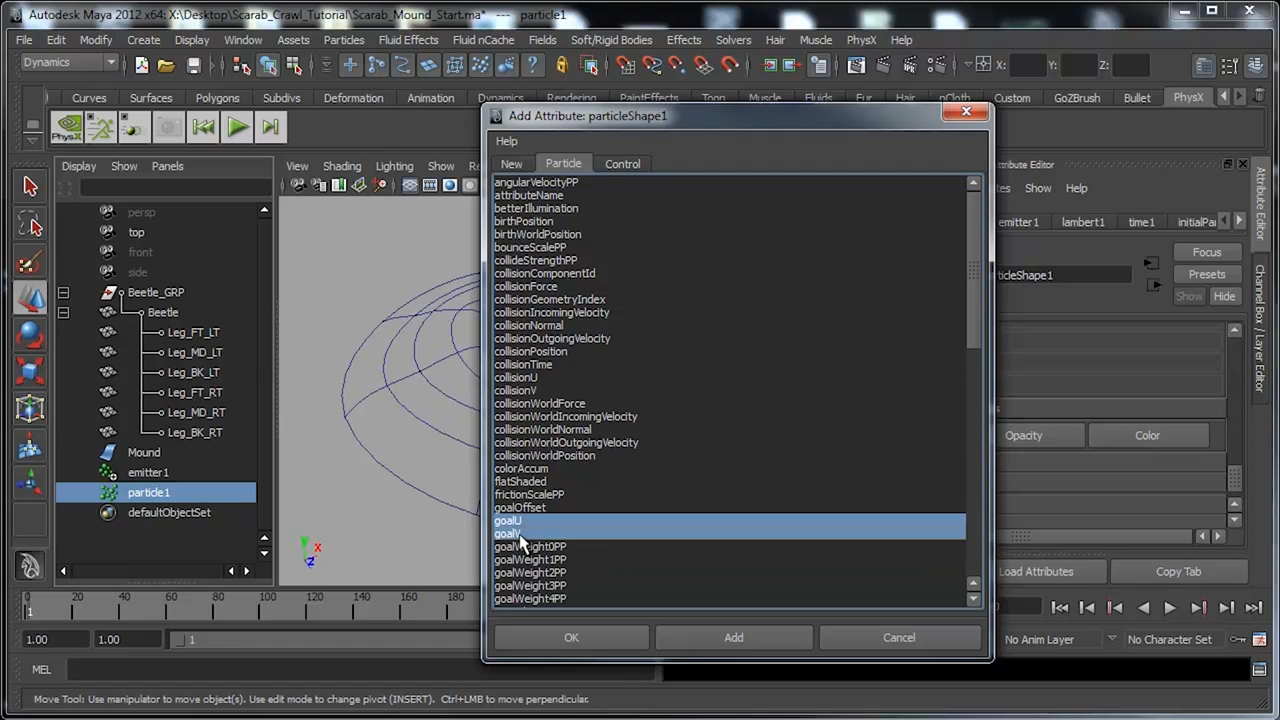 Autodesk Maya 2012 x64: X:\Desktop\Scarab_Crawl_Tutorial\Scarab_Mound_Start.ma* --- particle1
File Edit Modify Create Display Window Assets Particles Fluid Effects Fluid nCache Fields Soft/Rigid Bodies Effects Solvers Hair Muscle PhysX Help
Dynamics X: Y: Z:
Curves Surfaces Polygons Subdivs Deformation Animation Dynamics Rendering PaintEffects Toon Muscle Fluids Fur Hair nCloth Custom GoZBrush Bullet PhysX
PhysX
Display Show Panels
View Shading Lighting Show
persp
top
front
side
Beetle_GRP
Beetle
Leg_FT_LT
Leg_MD_LT
Leg_BK_LT
Leg_FT_RT
Leg_MD_RT
Leg_BK_RT
Mound
emitter1
particle1
defaultObjectSet
y
x
z
Add Attribute: particleShape1
Help
New Particle Control
angularVelocityPP
attributeName
betterIllumination
birthPosition
birthWorldPosition
bounceScalePP
collideStrengthPP
collisionComponentId
collisionForce
collisionGeometryIndex
collisionIncomingVelocity
collisionNormal
collisionOutgoingVelocity
collisionPosition
collisionTime
collisionU
collisionV
collisionWorldForce
collisionWorldIncomingVelocity
collisionWorldNormal
collisionWorldOutgoingVelocity
collisionWorldPosition
colorAccum
flatShaded
frictionScalePP
goalOffset
goalU
goalV
goalWeight0PP
goalWeight1PP
goalWeight2PP
goalWeight3PP
goalWeight4PP
OK Add Cancel
Attribute Editor
Show Help
emitter1 lambert1 time1 initialPa
Focus
Presets
Show Hide
ticleShape1
Opacity Color
Load Attributes Copy Tab
Attribute Editor
Channel Box / Layer Editor
1 20 40 60 80 100 120 140 160 180
1
1.00 1.00 1
No Anim Layer No Character Set
MEL
Move Tool: Use manipulator to move object(s). Use edit mode to change pivot (INSERT). Ctrl+LMB to move perpendicular.